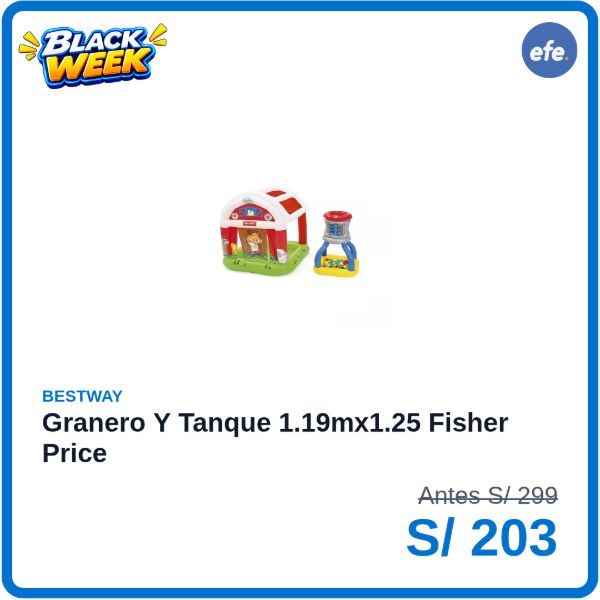 BLACK
WEEK
efe.
BESTWAY
Granero Y Tanque 1.19mx1.25 Fisher
Price
Antes S/ 299
S/ 203